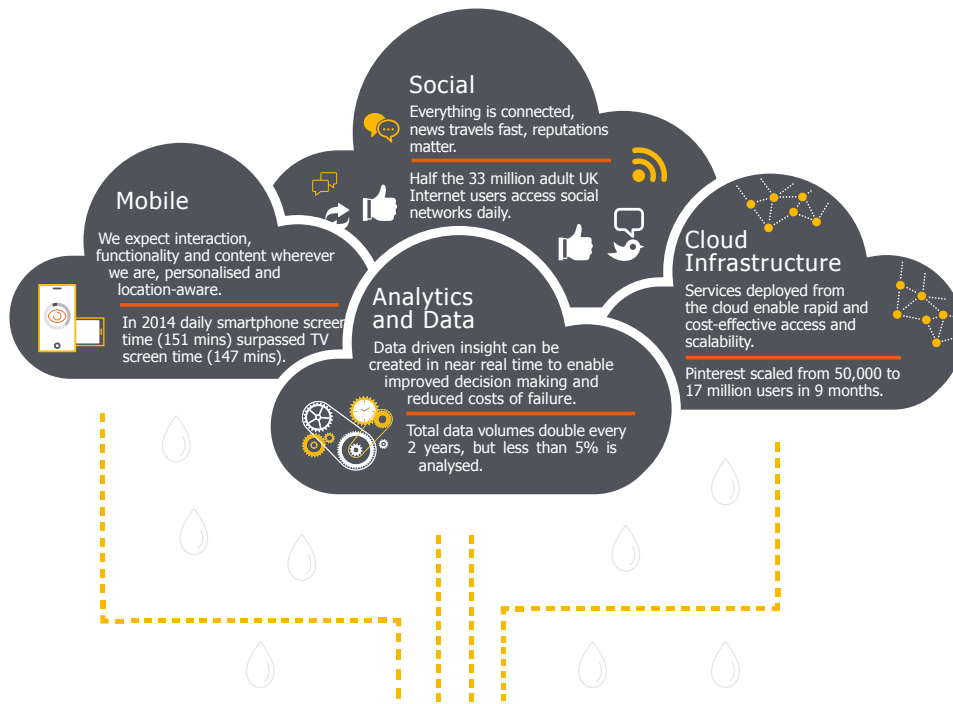 Social
Everything is connected,
news travels fast, reputations
matter.
Half the 33 million adult UK
Internet users access social
networks daily.
Mobile
We expect interaction,
functionality and content wherever
we are, personalised and
location-aware.
In 2014 daily smartphone screen
time (151 mins) surpassed TV
screen time (147 mins).
Analytics
and Data
Data driven insight can be
created in near real time to enable
improved decision making and
reduced costs of failure.
Total data volumes double every
2 years, but less than 5% is
analysed.
Cloud
Infrastructure
Services deployed from
the cloud enable rapid and
cost-effective access and
scalability.
Pinterest scaled from 50,000 to
17 million users in 9 months.